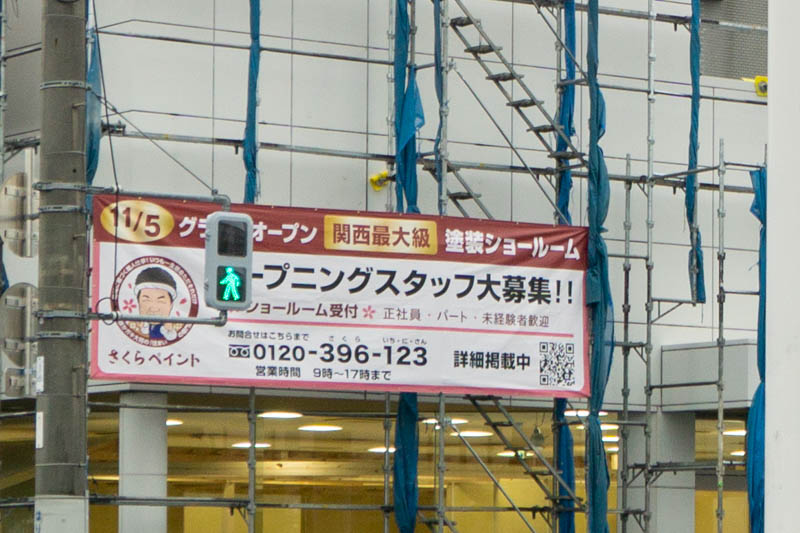 11/5 グラ オープン 関西最大級 塗装ショールーム
ープニングスタッフ大募集!!
ショールーム受付 正社員・パート・未経験者歓迎
お問合せはこちらまで さくら いち・に・さん
0120-396-123 詳細掲載中
営業時間 9時〜17時まで
さくらペイント